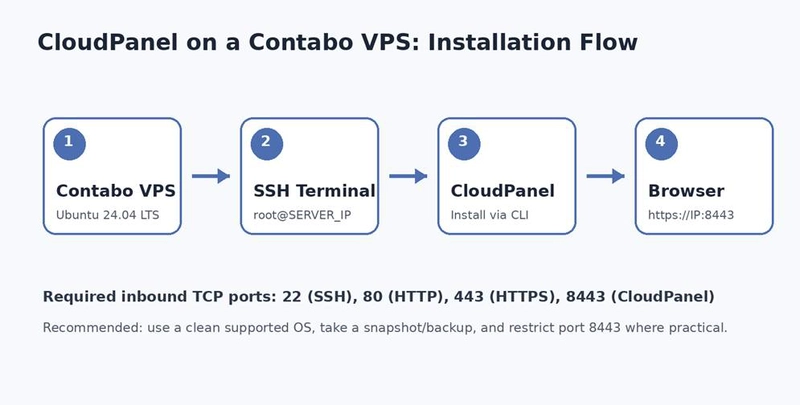 CloudPanel on a Contabo VPS: Installation Flow
1
Contabo VPS
Ubuntu 24.04 LTS
2
SSH Terminal
root@SERVER_IP
3
CloudPanel
Install via CLI
4
Browser
https://IP:8443
Required inbound TCP ports: 22 (SSH), 80 (HTTP), 443 (HTTPS), 8443 (CloudPanel)
Recommended: use a clean supported OS, take a snapshot/backup, and restrict port 8443 where practical.